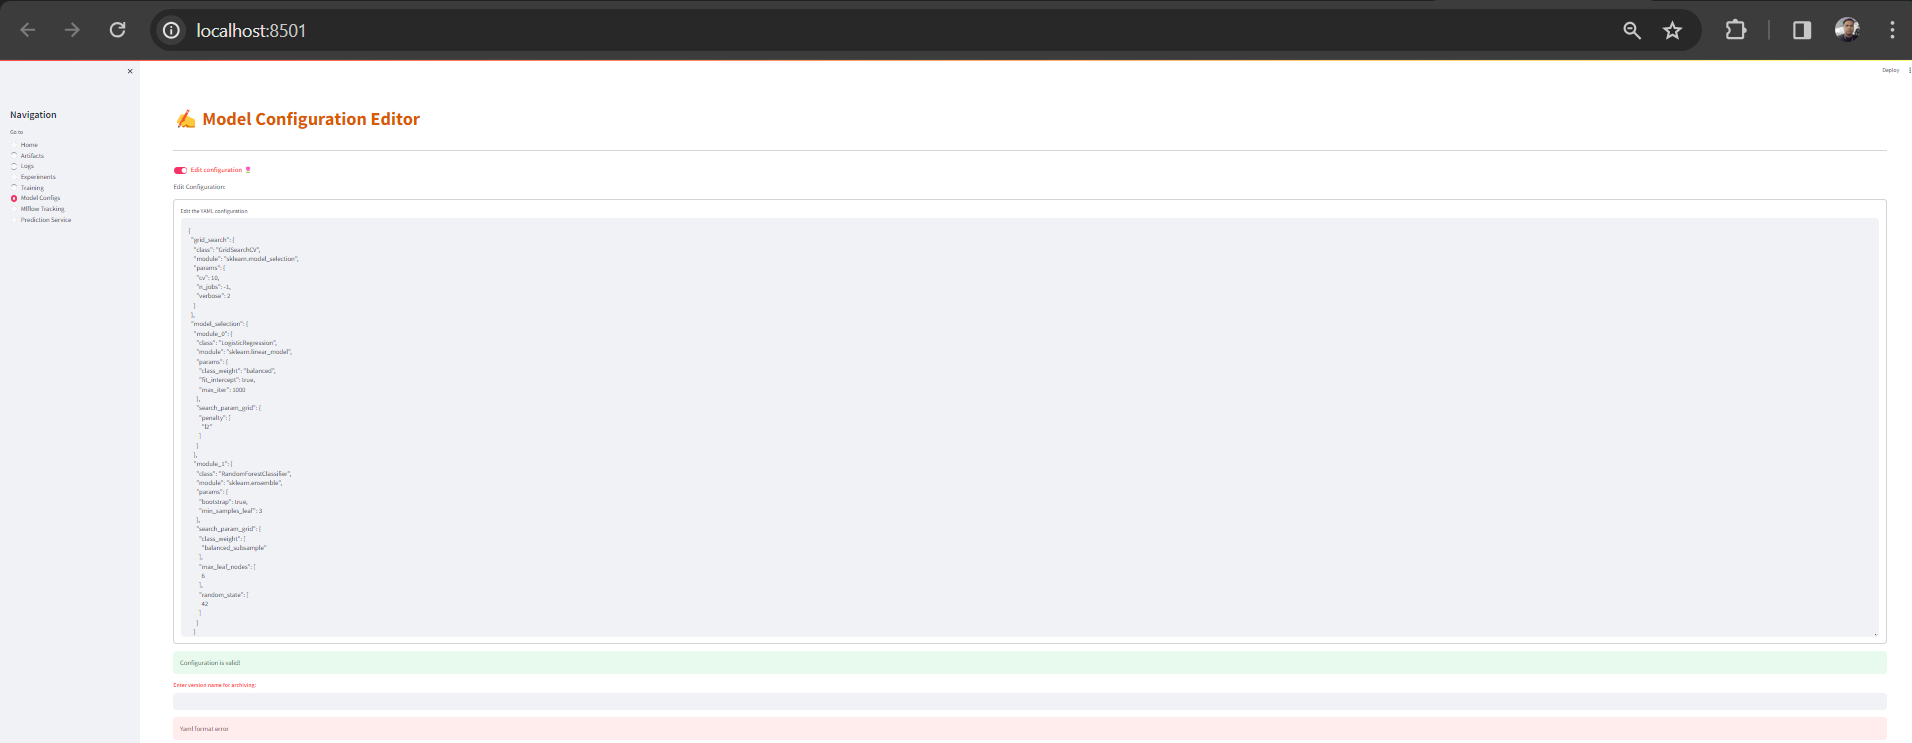 localhost:8501
Deploy
Navigation
Go to
Home
Artifacts
Logs
Experiments
Training
Model Configs
Mlflow Tracking
Prediction Service
Model Configuration Editor
Edit configuration
Edit Configuration:
Edit the YAML configuration
{
"grid_search": {
"class": "GridSearchCV",
"module": "sklearn.model_selection",
"params": {
"cv": 10,
"n_jobs": -1,
"verbose": 2
}
},
"model_selection": {
"module_0": {
"class": "LogisticRegression",
"module": "sklearn.linear_model",
"params": {
"class_weight": "balanced",
"fit_intercept": true,
"max_iter": 1000
},
"search_param_grid": {
"penalty": [
"l2"
]
}
},
"module_1": {
"class": "RandomForestClassifier",
"module": "sklearn.ensemble",
"params": {
"bootstrap": true,
"min_samples_leaf": 3
},
"search_param_grid": {
"class_weight": [
"balanced_subsample"
],
"max_leaf_nodes": [
6
],
"random_state": [
42
]
}
}
Configuration is valid!
Enter version name for archiving:
Yaml format error